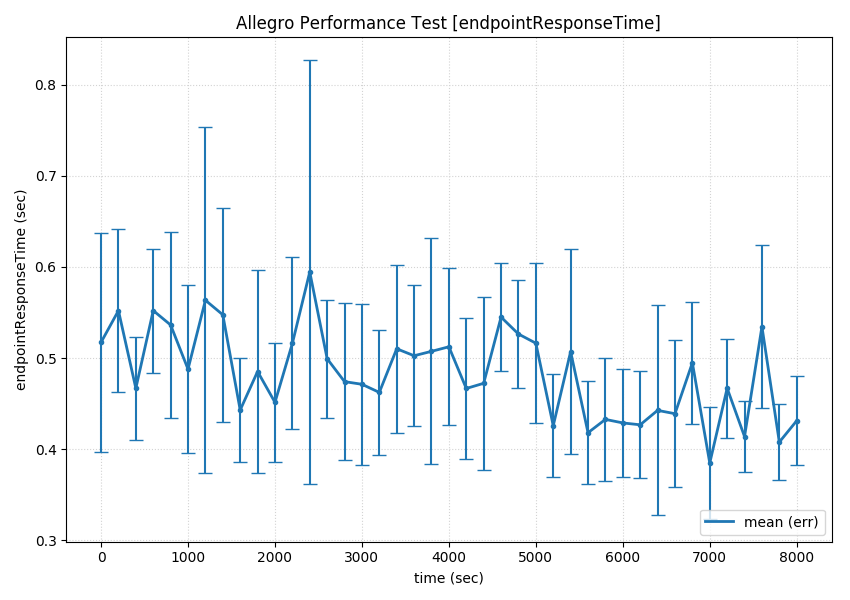 Allegro Performance Test [endpointResponseTime]
endpointResponseTime (sec)
0.8
0.7
0.6
0.5
0.4
0.3
0 1000 2000 3000 4000 5000 6000 7000 8000
time (sec)
mean (err)